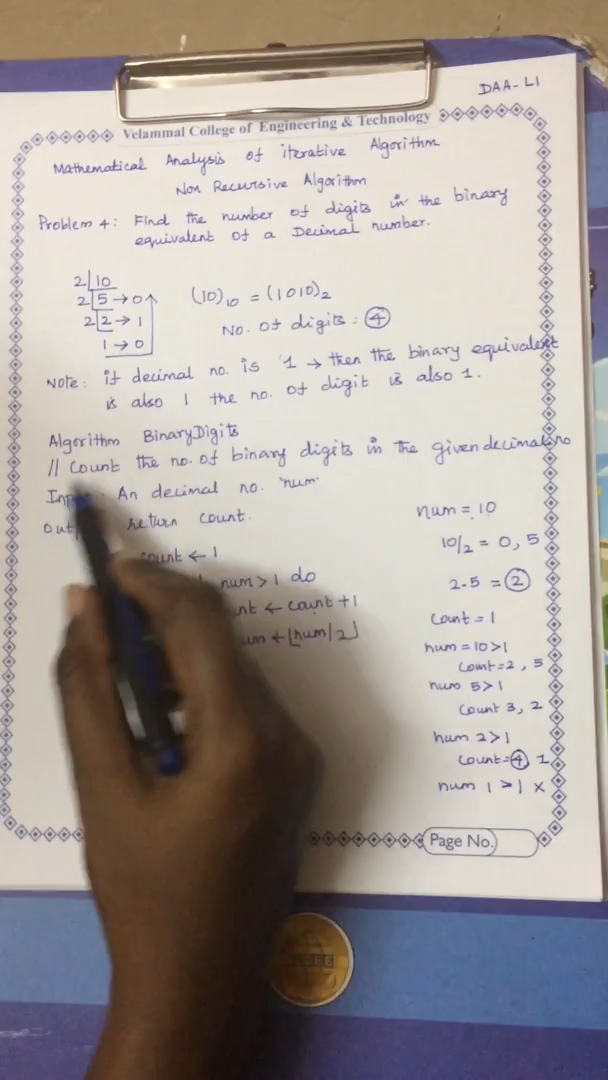 DAA-L1
Velammal College of Engineering & Technology
Mathematical Analysis of iterative Algorithm
Non Recursive Algorithm
Problem 4: Find the number of digits in the binary
equivalent of a Decimal number.
2|10
2|5 → 0
2|2 → 1
1 → 0
(10)₁₀ = (1010)₂
No. of digits: 4
Note: if decimal no. is 1 → then the binary equivalent
is also 1 the no. of digit is also 1.
Algorithm BinaryDigits
// Count the no. of binary digits in the given decimal no
An decimal no. 'num'
return count.
count ← 1
num > 1 do
← count + 1
← ⌊num/2⌋
num = 10
10/2 = 0, 5
2.5 = 2
count = 1
num = 10 > 1
count = 2, 5
num 5 > 1
count 3, 2
num 2 > 1
count = 4, 1
num 1 > 1 x
Page No.